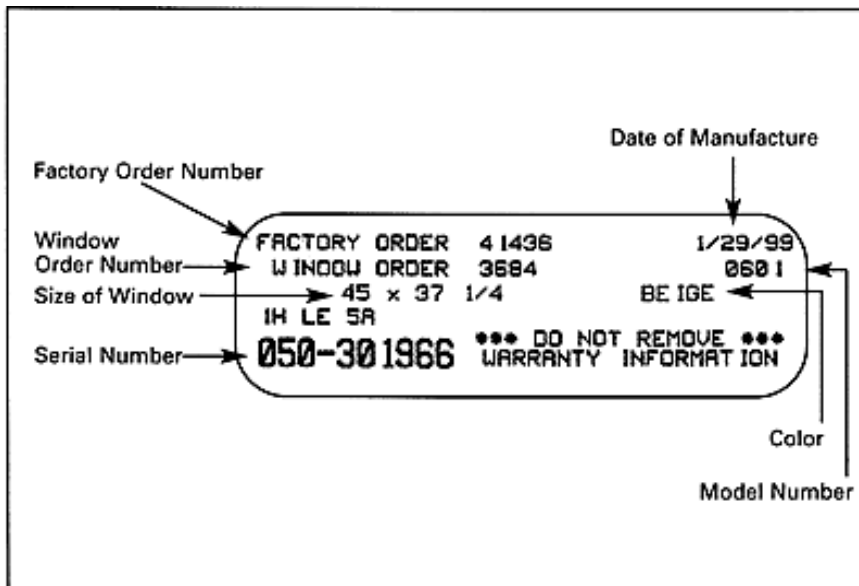 Date of Manufacture
Factory Order Number
Window
Order Number
Size of Window
Serial Number
FACTORY ORDER 41436 1/29/99
WINDOW ORDER 3684 0601
45 x 37 1/4 BEIGE
IH LE SA
050-301966 *** DO NOT REMOVE ***
WARRANTY INFORMATION
Color
Model Number